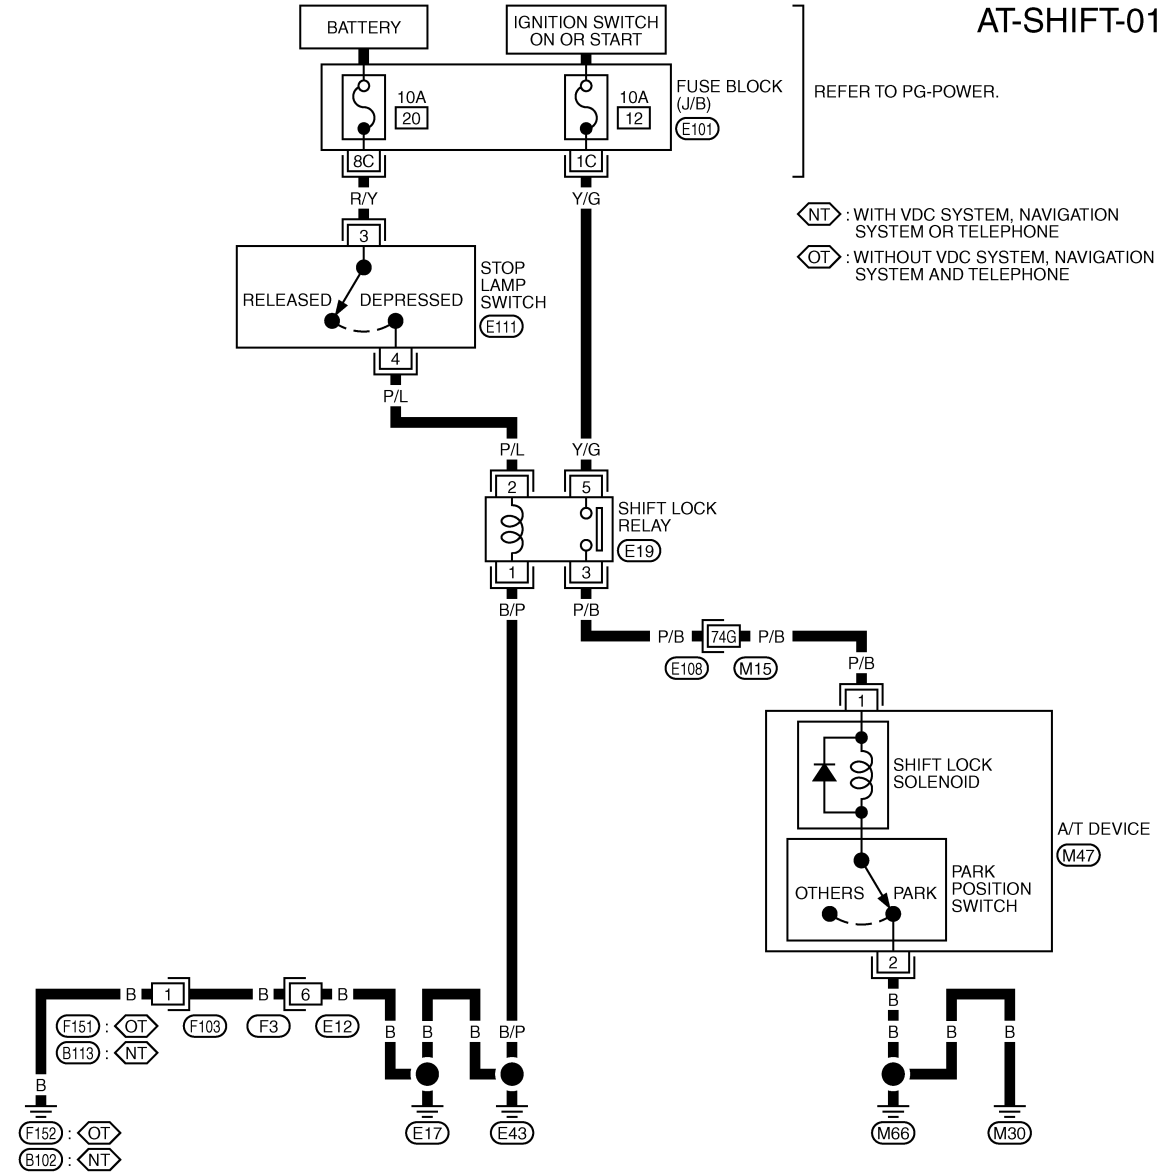 AT-SHIFT-01
BATTERY
IGNITION SWITCH
ON OR START
10A
20
10A
12
FUSE BLOCK
(J/B)
E101
REFER TO PG-POWER.
8C
1C
R/Y
Y/G
NT : WITH VDC SYSTEM, NAVIGATION
SYSTEM OR TELEPHONE
OT : WITHOUT VDC SYSTEM, NAVIGATION
SYSTEM AND TELEPHONE
3
RELEASED
DEPRESSED
STOP
LAMP
SWITCH
E111
4
P/L
P/L
Y/G
2
5
SHIFT LOCK
RELAY
E19
1
3
B/P
P/B
P/B
74G
P/B
E108
M15
P/B
1
SHIFT LOCK
SOLENOID
A/T DEVICE
M47
OTHERS
PARK
PARK
POSITION
SWITCH
2
B
B
B
B
M66
M30
B
1
B
6
B
F151 : OT
F103
F3
E12
B113 : NT
B
B
B
B/P
B
E17
E43
F152 : OT
B102 : NT